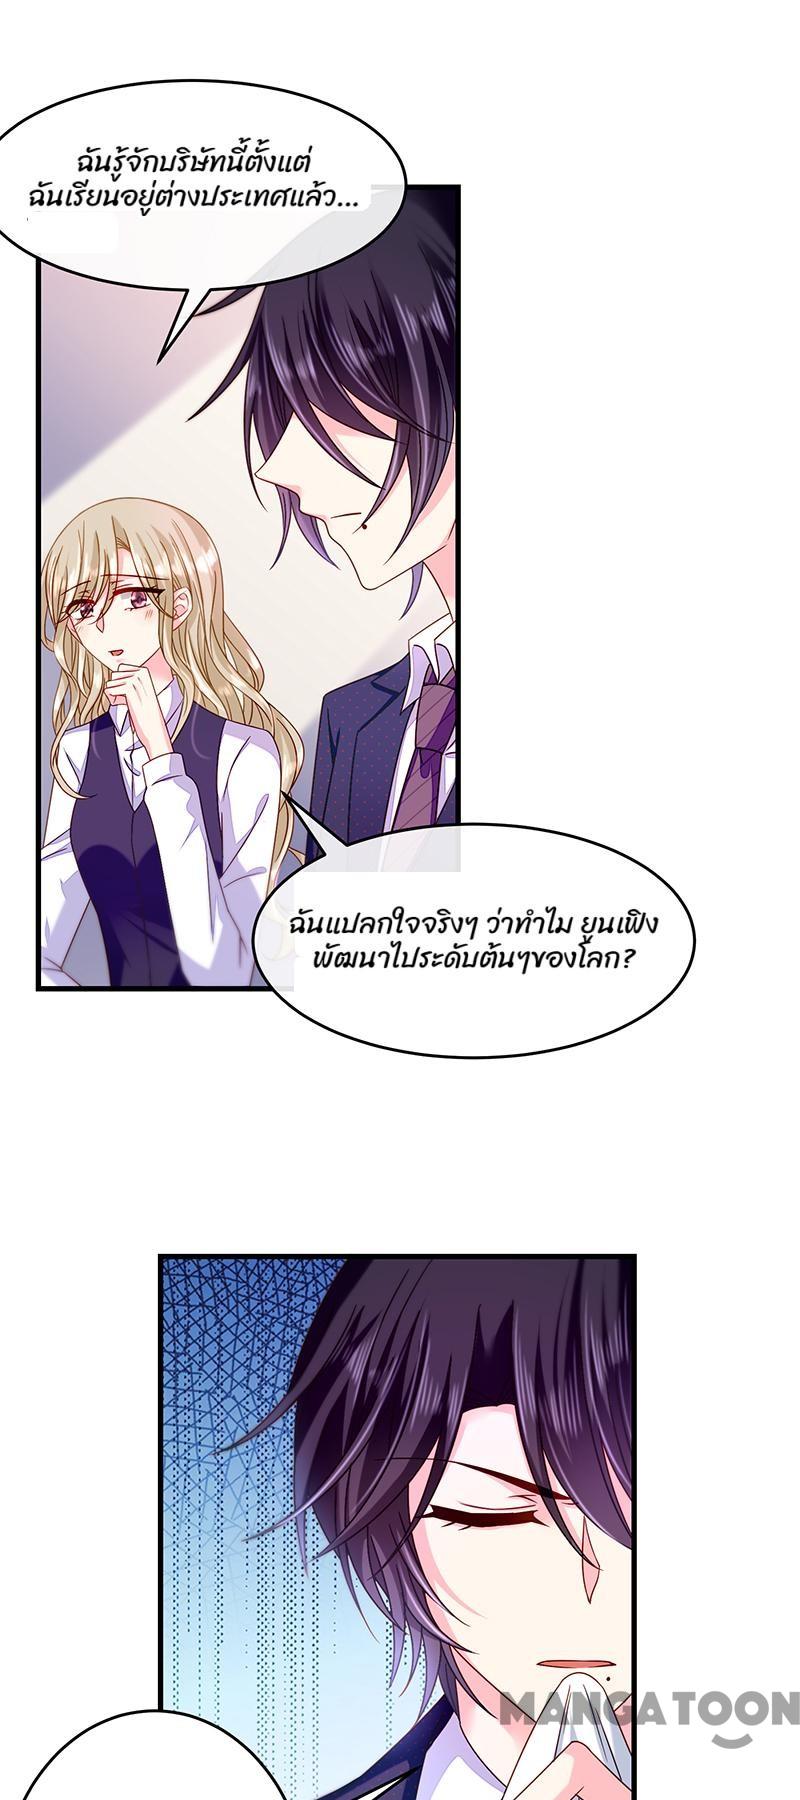 ฉันรู้จักบริษัทนี้ตั้งแต่
ฉันเรียนอยู่ต่างประเทศแล้ว...
ฉันแปลกใจจริงๆ ว่าทำไม ยูนเฟิง
พัฒนาไประดับต้นๆของโลก?
MANGATOON